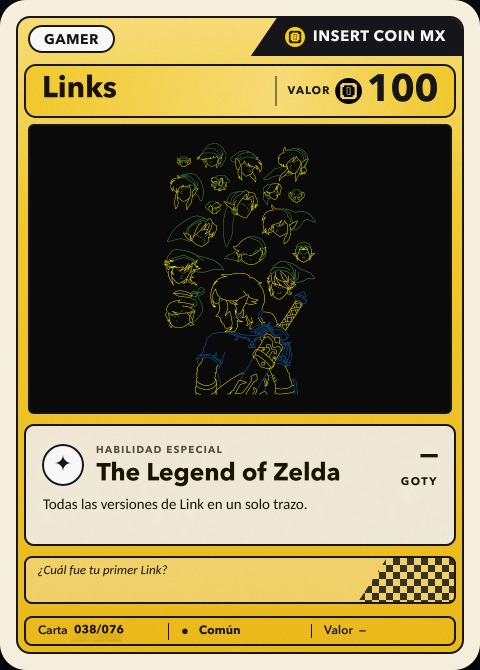 GAMER
INSERT COIN MX
Links
VALOR 100
HABILIDAD ESPECIAL
The Legend of Zelda
–
GOTY
Todas las versiones de Link en un solo trazo.
¿Cuál fue tu primer Link?
Carta 038/076 • Común Valor –